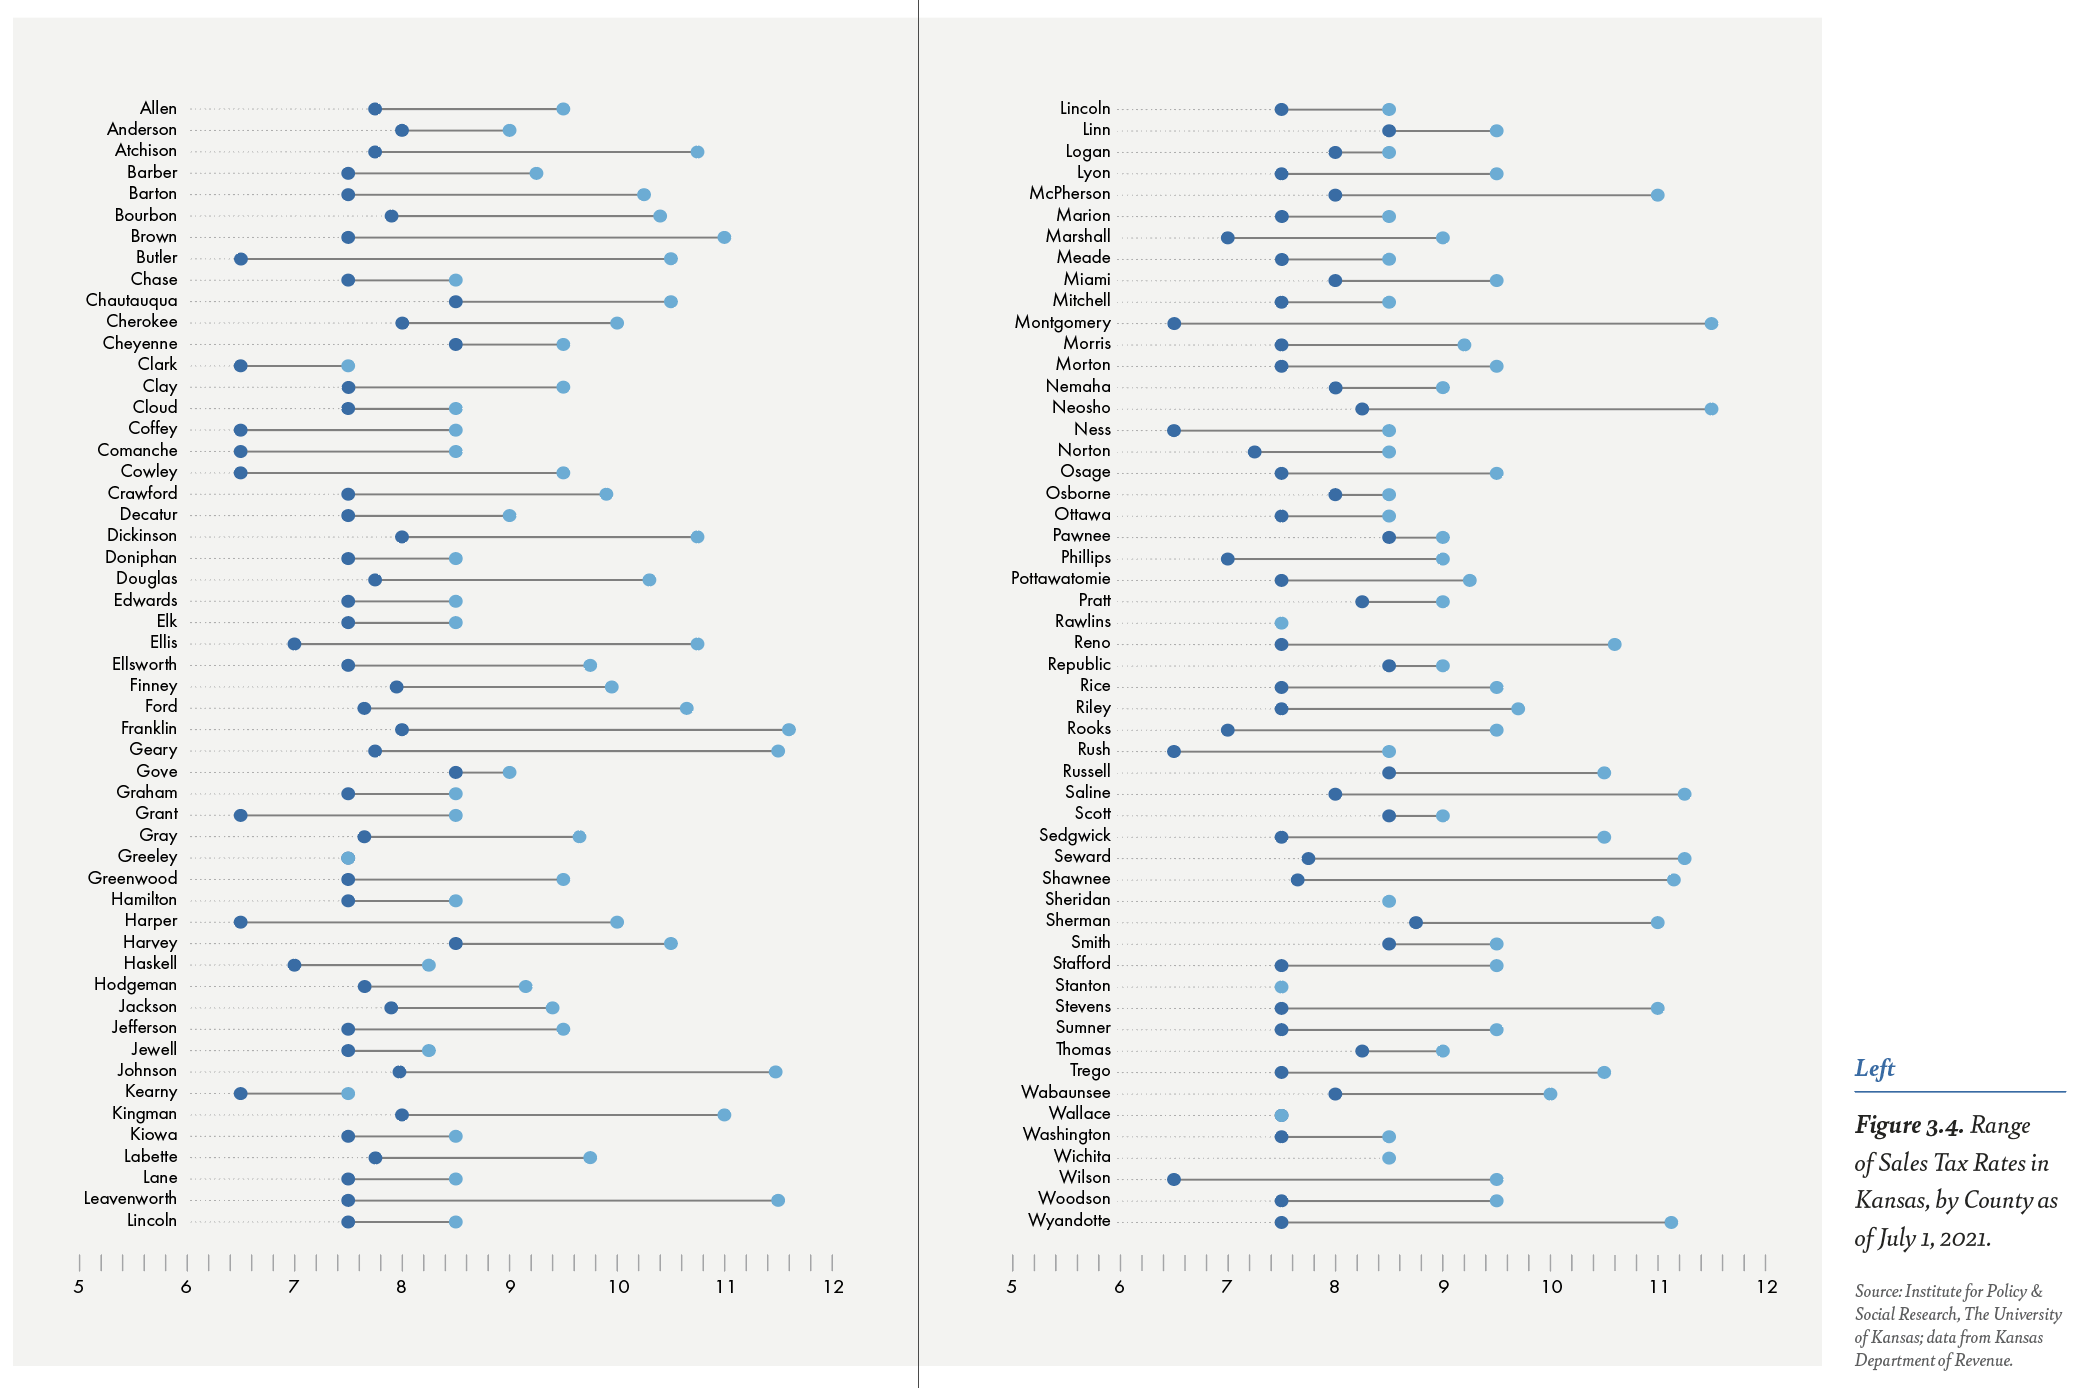 Allen
Anderson
Atchison
Barber
Barton
Bourbon
Brown
Butler
Chase
Chautauqua
Cherokee
Cheyenne
Clark
Clay
Cloud
Coffey
Comanche
Cowley
Crawford
Decatur
Dickinson
Doniphan
Douglas
Edwards
Elk
Ellis
Ellsworth
Finney
Ford
Franklin
Geary
Gove
Graham
Grant
Gray
Greeley
Greenwood
Hamilton
Harper
Harvey
Haskell
Hodgeman
Jackson
Jefferson
Jewell
Johnson
Kearny
Kingman
Kiowa
Labette
Lane
Leavenworth
Lincoln
5 6 7 8 9 10 11 12
Lincoln
Linn
Logan
Lyon
McPherson
Marion
Marshall
Meade
Miami
Mitchell
Montgomery
Morris
Morton
Nemaha
Neosho
Ness
Norton
Osage
Osborne
Ottawa
Pawnee
Phillips
Pottawatomie
Pratt
Rawlins
Reno
Republic
Rice
Riley
Rooks
Rush
Russell
Saline
Scott
Sedgwick
Seward
Shawnee
Sheridan
Sherman
Smith
Stafford
Stanton
Stevens
Sumner
Thomas
Trego
Wabaunsee
Wallace
Washington
Wichita
Wilson
Woodson
Wyandotte
5 6 7 8 9 10 11 12
Left
Figure 3.4. Range
of Sales Tax Rates in
Kansas, by County as
of July 1, 2021.
Source: Institute for Policy &
Social Research, The University
of Kansas; data from Kansas
Department of Revenue.